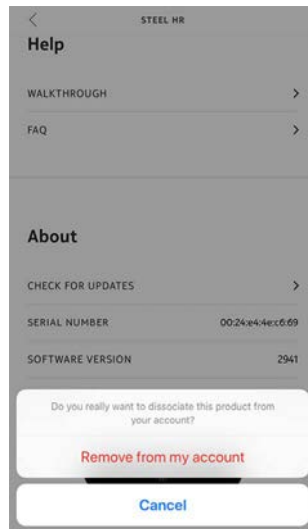 STEEL HR
Help
WALKTHROUGH
FAQ
About
CHECK FOR UPDATES
SERIAL NUMBER 00:24:e4:4e:c6:69
SOFTWARE VERSION 2941
Do you really want to dissociate this product from
your account?
Remove from my account
Cancel